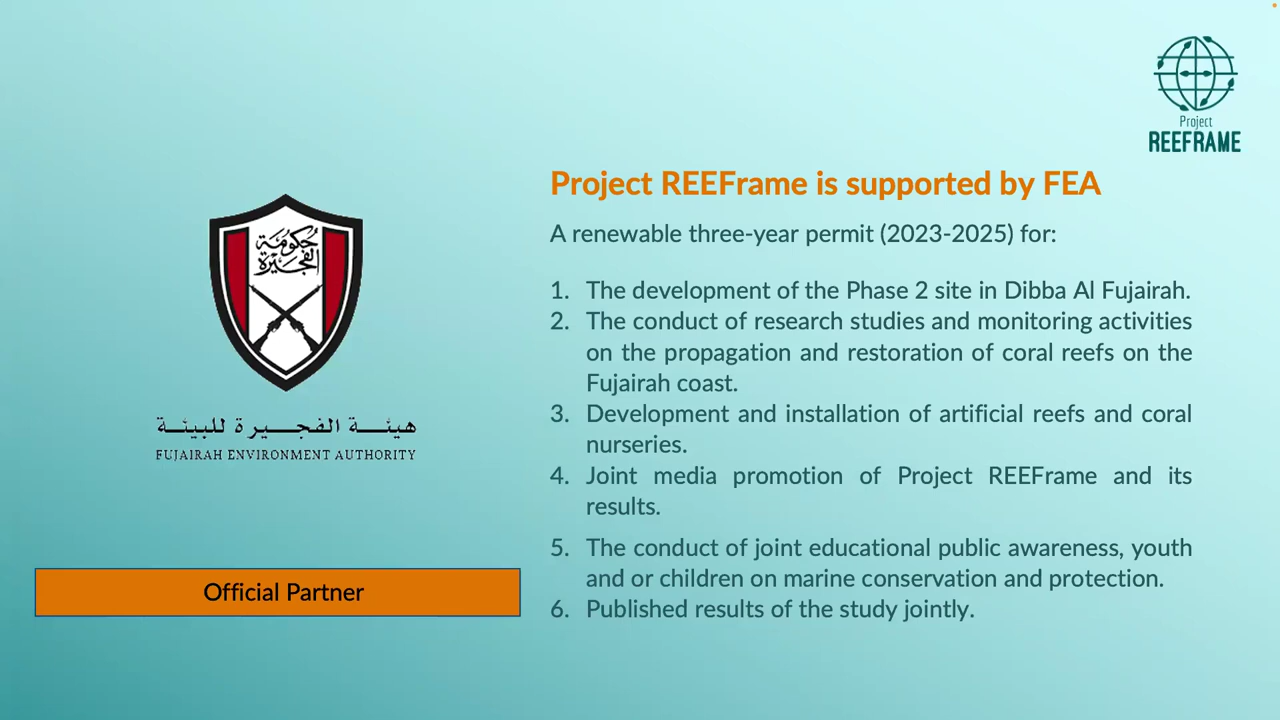 Project
REEFRAME
حكومة
الفجيرة
هيئة الفجيرة للبيئة
FUJAIRAH ENVIRONMENT AUTHORITY
Official Partner
Project REEFrame is supported by FEA
A renewable three-year permit (2023-2025) for:
1. The development of the Phase 2 site in Dibba Al Fujairah.
2. The conduct of research studies and monitoring activities
on the propagation and restoration of coral reefs on the
Fujairah coast.
3. Development and installation of artificial reefs and coral
nurseries.
4. Joint media promotion of Project REEFrame and its
results.
5. The conduct of joint educational public awareness, youth
and or children on marine conservation and protection.
6. Published results of the study jointly.